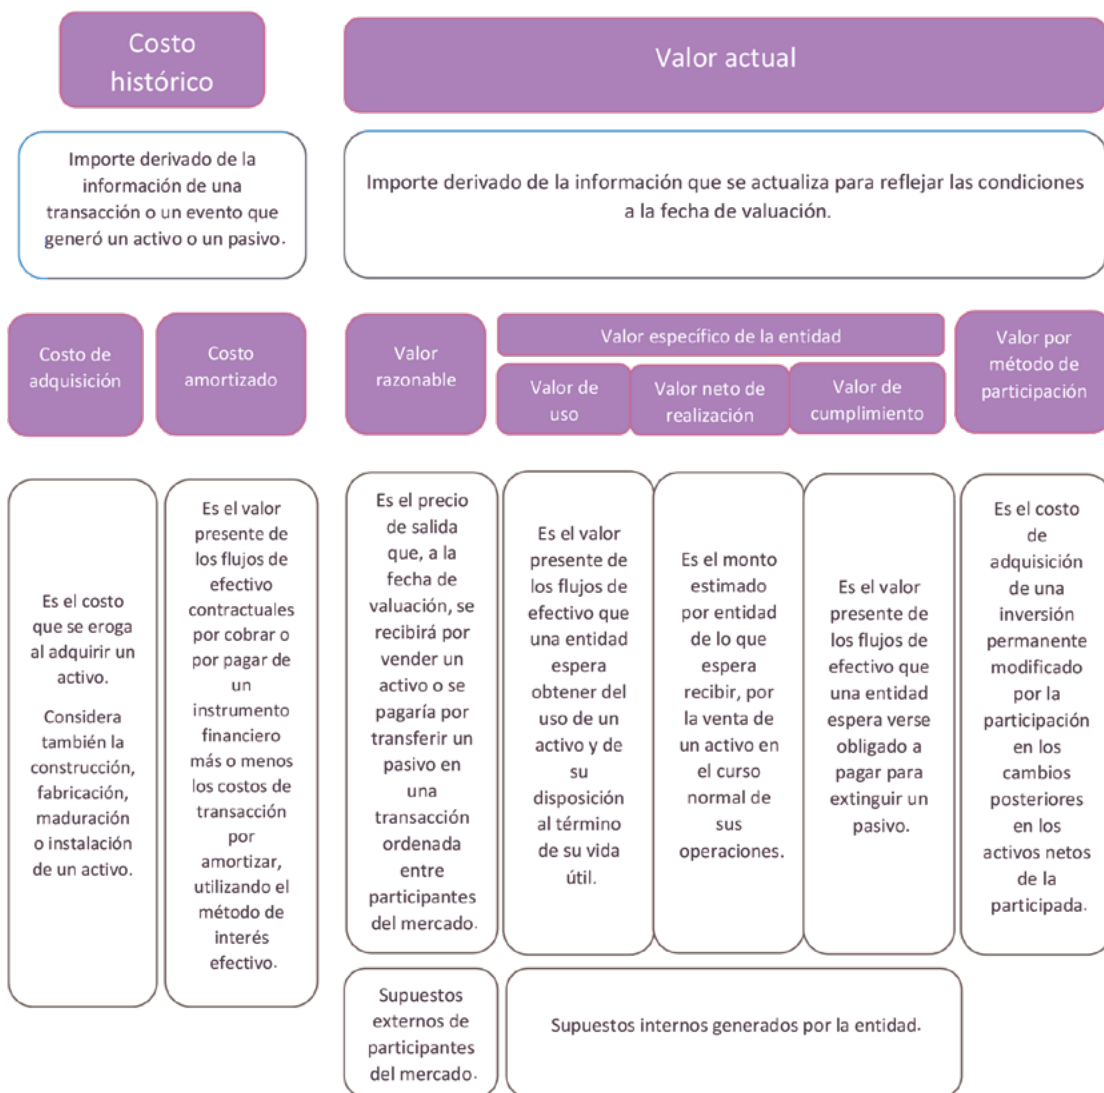 Costo
histórico
Valor actual
Importe derivado de la
información de una
transacción o un evento que
generó un activo o un pasivo.
Importe derivado de la información que se actualiza para reflejar las condiciones
a la fecha de valuación.
Costo de
adquisición
Costo
amortizado
Valor
razonable
Valor específico de la entidad
Valor de
uso
Valor neto de
realización
Valor de
cumplimiento
Valor por
método de
participación
Es el costo
que se eroga
al adquirir un
activo.
Considera
también la
construcción,
fabricación,
maduración
o instalación
de un activo.
Es el valor
presente de
los flujos de
efectivo
contractuales
por cobrar o
por pagar de
un
instrumento
financiero
más o menos
los costos de
transacción
por
amortizar,
utilizando el
método de
interés
efectivo.
Es el precio
de salida
que, a la
fecha de
valuación, se
recibirá por
vender un
activo o se
pagaría por
transferir un
pasivo en
una
transacción
ordenada
entre
participantes
del mercado.
Es el valor
presente de
los flujos de
efectivo que
una entidad
espera
obtener del
uso de un
activo y de
su
disposición
al término
de su vida
útil.
Es el monto
estimado
por entidad
de lo que
espera
recibir, por
la venta de
un activo en
el curso
normal de
sus
operaciones.
Es el valor
presente de
los flujos de
efectivo que
una entidad
espera verse
obligado a
pagar para
extinguir un
pasivo.
Es el costo
de
adquisición
de una
inversión
permanente
modificado
por la
participación
en los
cambios
posteriores
en los
activos netos
de la
participada.
Supuestos
externos de
participantes
del mercado.
Supuestos internos generados por la entidad.